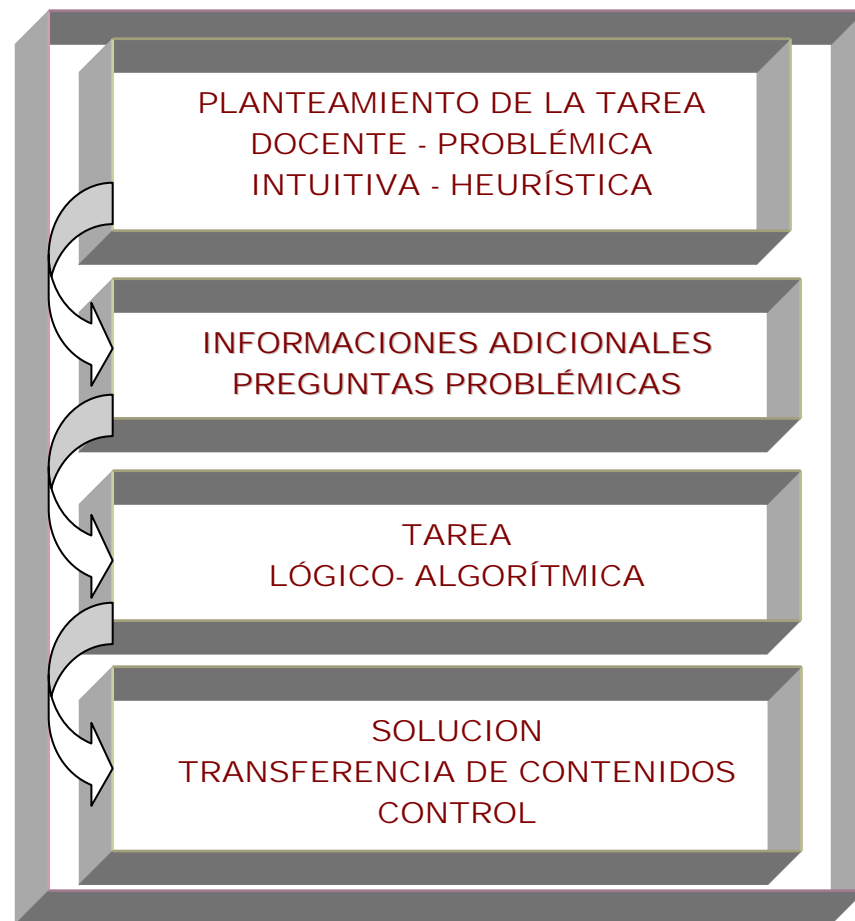 PLANTEAMIENTO DE LA TAREA
DOCENTE - PROBLÉMICA
INTUITIVA - HEURÍSTICA
INFORMACIONES ADICIONALES
PREGUNTAS PROBLÉMICAS
TAREA
LÓGICO- ALGORÍTMICA
SOLUCION
TRANSFERENCIA DE CONTENIDOS
CONTROL